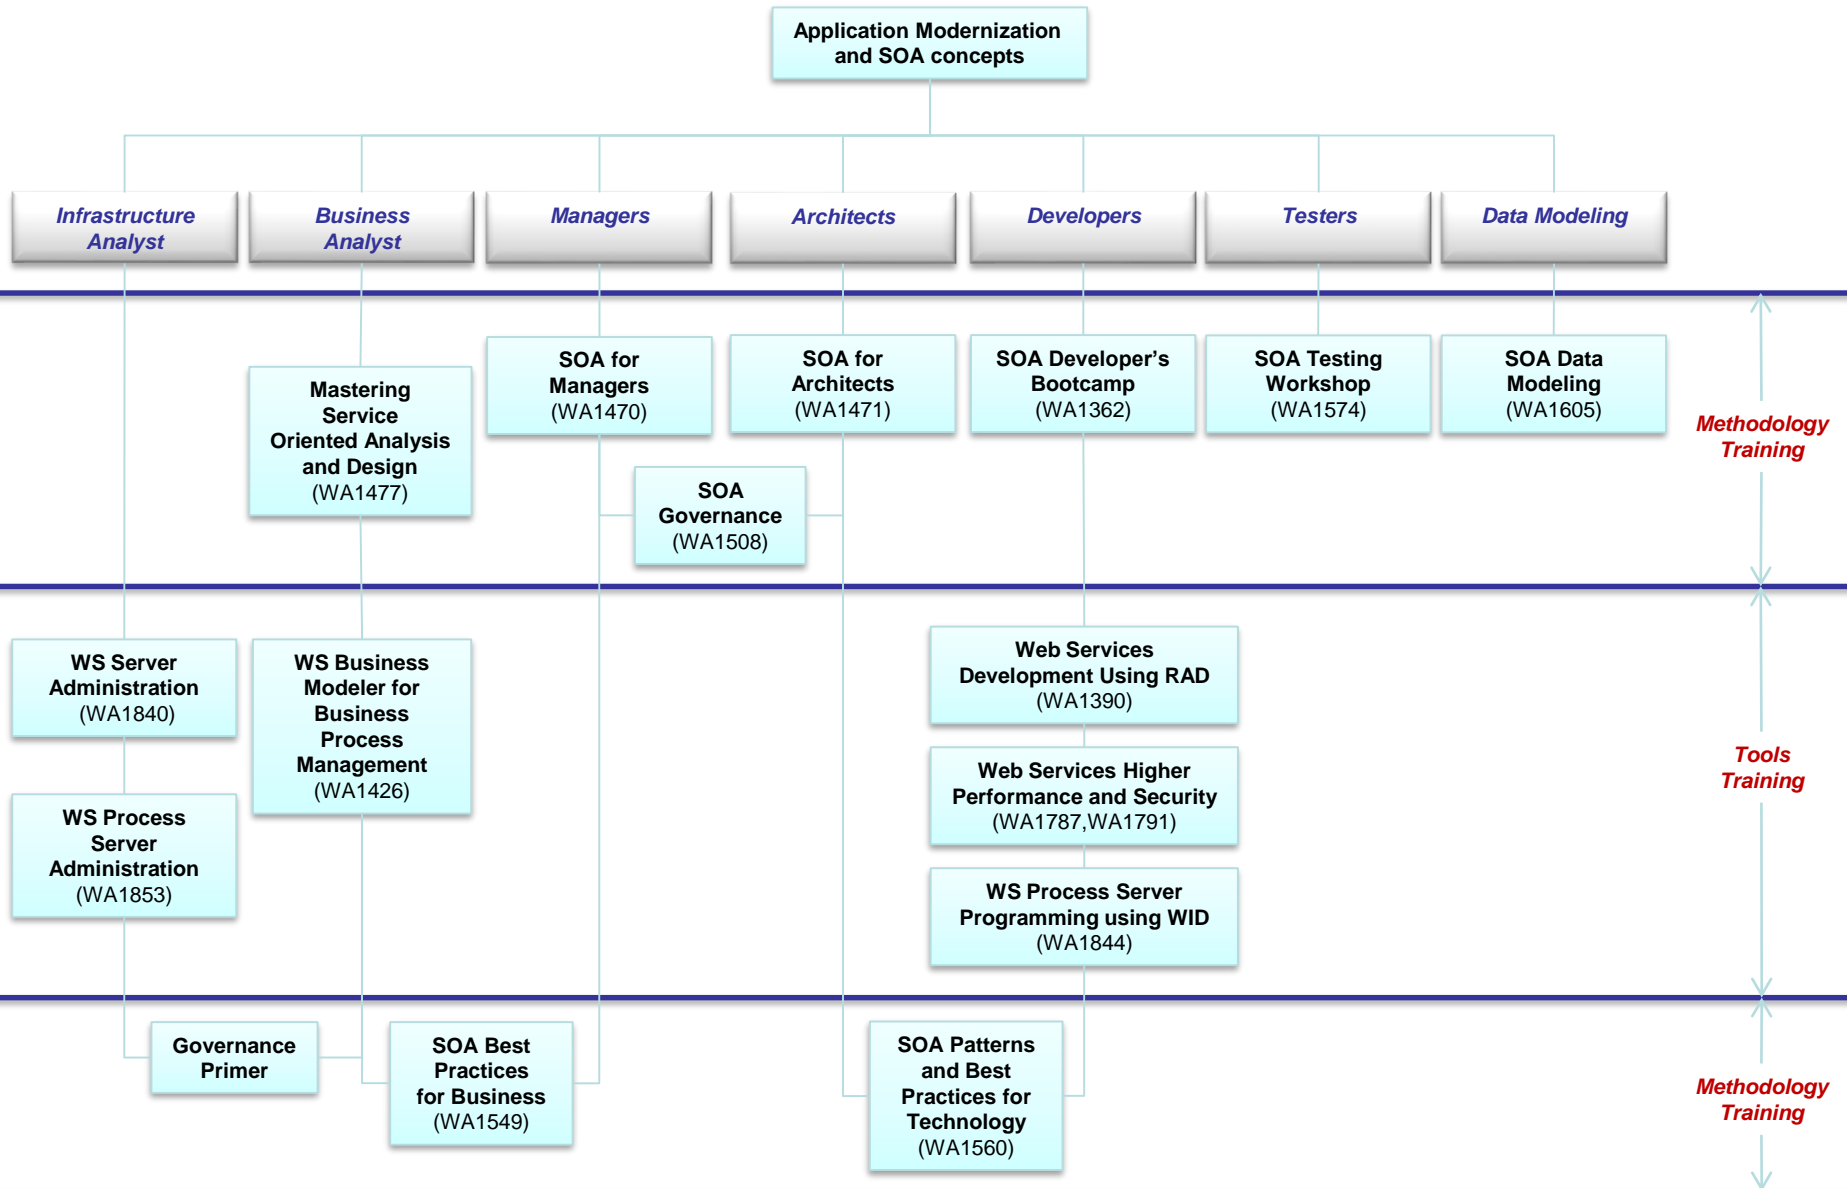 Application Modernization
and SOA concepts
Infrastructure
Analyst
Business
Analyst
Managers
Architects
Developers
Testers
Data Modeling
Mastering
Service
Oriented Analysis
and Design
(WA1477)
SOA for
Managers
(WA1470)
SOA for
Architects
(WA1471)
SOA Developer’s
Bootcamp
(WA1362)
SOA Testing
Workshop
(WA1574)
SOA Data
Modeling
(WA1605)
SOA
Governance
(WA1508)
Methodology
Training
WS Server
Administration
(WA1840)
WS Process
Server
Administration
(WA1853)
WS Business
Modeler for
Business
Process
Management
(WA1426)
Web Services
Development Using RAD
(WA1390)
Web Services Higher
Performance and Security
(WA1787,WA1791)
WS Process Server
Programming using WID
(WA1844)
Tools
Training
Governance
Primer
SOA Best
Practices
for Business
(WA1549)
SOA Patterns
and Best
Practices for
Technology
(WA1560)
Methodology
Training